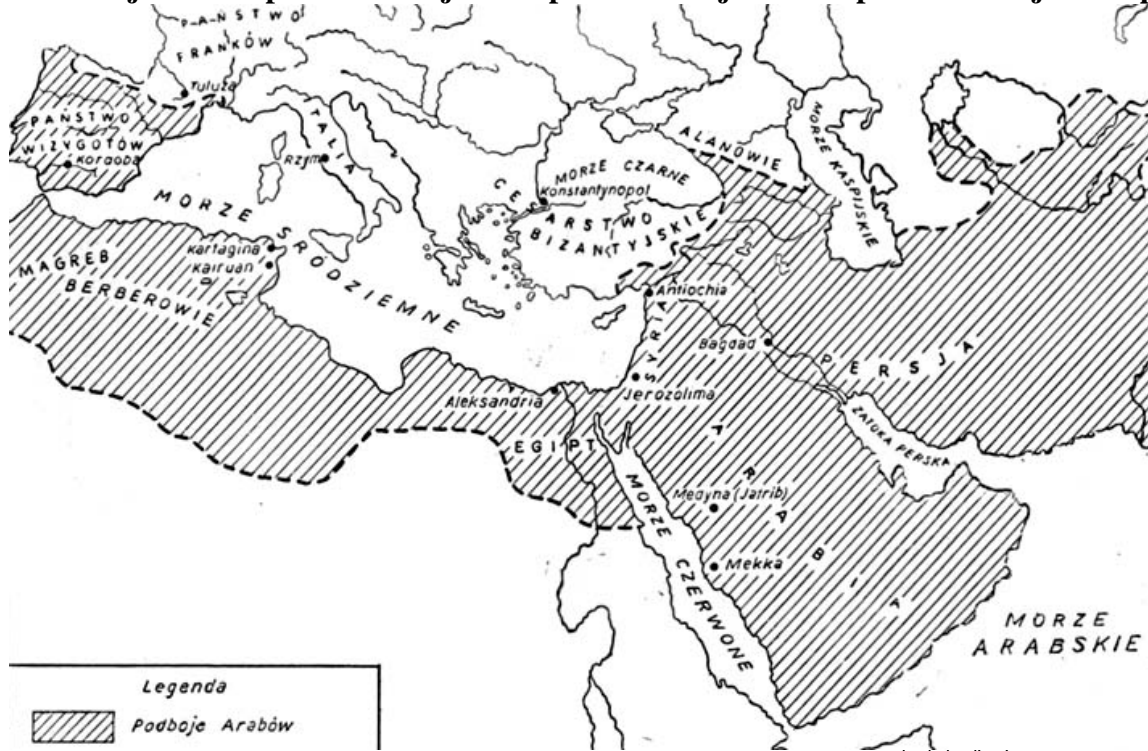 PAŃSTWO
FRANKÓW
Tuluza
PAŃSTWO
WIZYGOTÓW
Kordoba
ITALIA
Rzym
ALANOWIE
MORZE KASPIJSKIE
MORZE CZARNE
Konstantynopol
CESARSTWO
BIZANTYJSKIE
MORZE
ŚRODZIEMNE
Kartagina
Kairuan
MAGREB
BERBEROWIE
Antiochia
SYRIA
Bagdad
PERSJA
Jerozolima
Aleksandria
EGIPT
ZATOKA PERSKA
ARABIA
Medyna (Jatrib)
Mekka
MORZE CZERWONE
MORZE
ARABSKIE
Legenda
Podboje Arabów